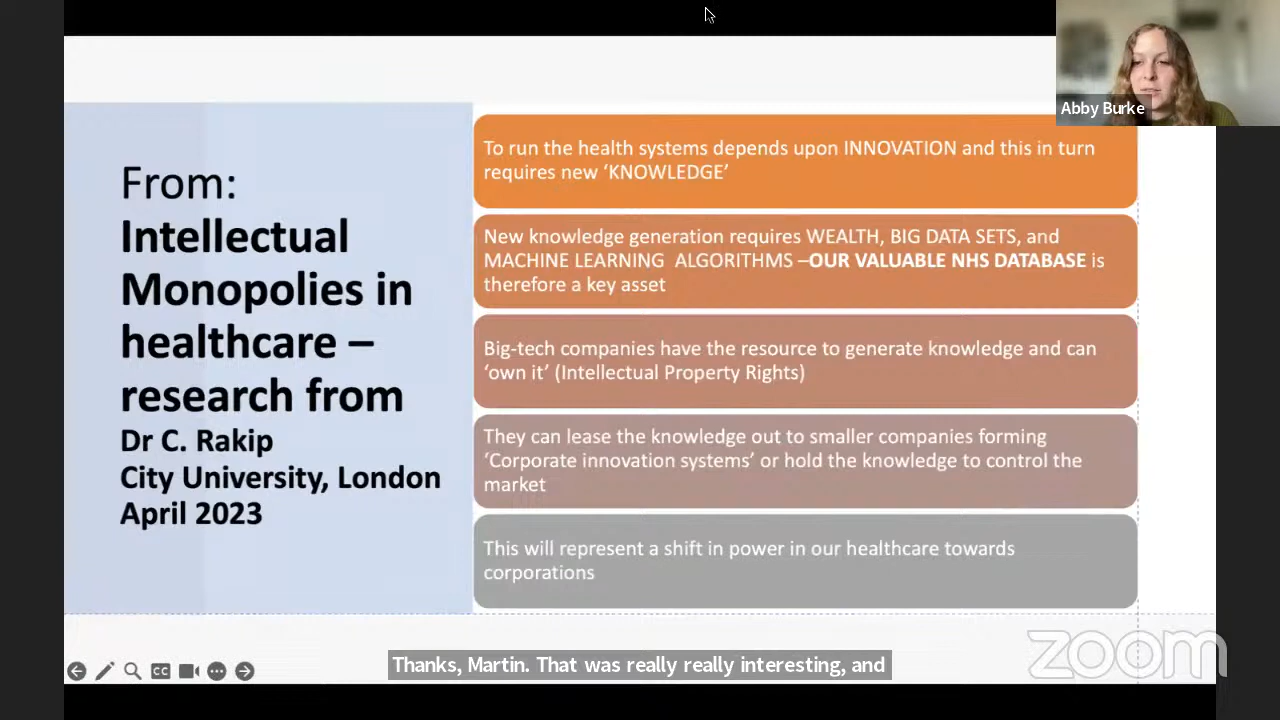 Abby Burke
From:
Intellectual
Monopolies in
healthcare –
research from
Dr C. Rakip
City University, London
April 2023
To run the health systems depends upon INNOVATION and this in turn
requires new ‘KNOWLEDGE’
New knowledge generation requires WEALTH, BIG DATA SETS, and
MACHINE LEARNING ALGORITHMS –OUR VALUABLE NHS DATABASE is
therefore a key asset
Big-tech companies have the resource to generate knowledge and can
‘own it’ (Intellectual Property Rights)
They can lease the knowledge out to smaller companies forming
‘Corporate innovation systems’ or hold the knowledge to control the
market
This will represent a shift in power in our healthcare towards
corporations
CC
Thanks, Martin. That was really really interesting, and
zoom